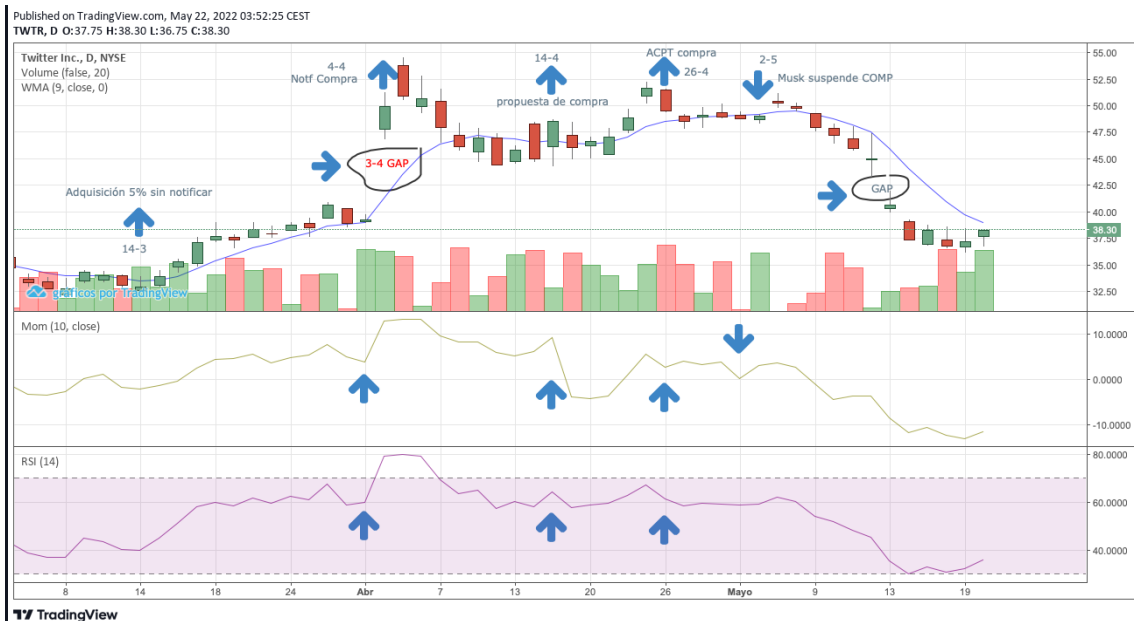 Published on TradingView.com, May 22, 2022 03:52:25 CEST
TWTR, D O:37.75 H:38.30 L:36.75 C:38.30
Twitter Inc., D, NYSE
Volume (false, 20)
WMA (9, close, 0)
4-4
Notf Compra
14-4
propuesta de compra
ACPT compra
26-4
2-5
Musk suspende COMP
3-4 GAP
GAP
Adquisición 5% sin notificar
14-3
gráficos por TradingView
55.00
52.50
50.00
47.50
45.00
42.50
40.00
38.30
37.50
35.00
32.50
Mom (10, close)
10.0000
0.0000
-10.0000
RSI (14)
80.0000
60.0000
40.0000
8 14 18 24 Abr 7 13 20 26 Mayo 9 13 19
TradingView